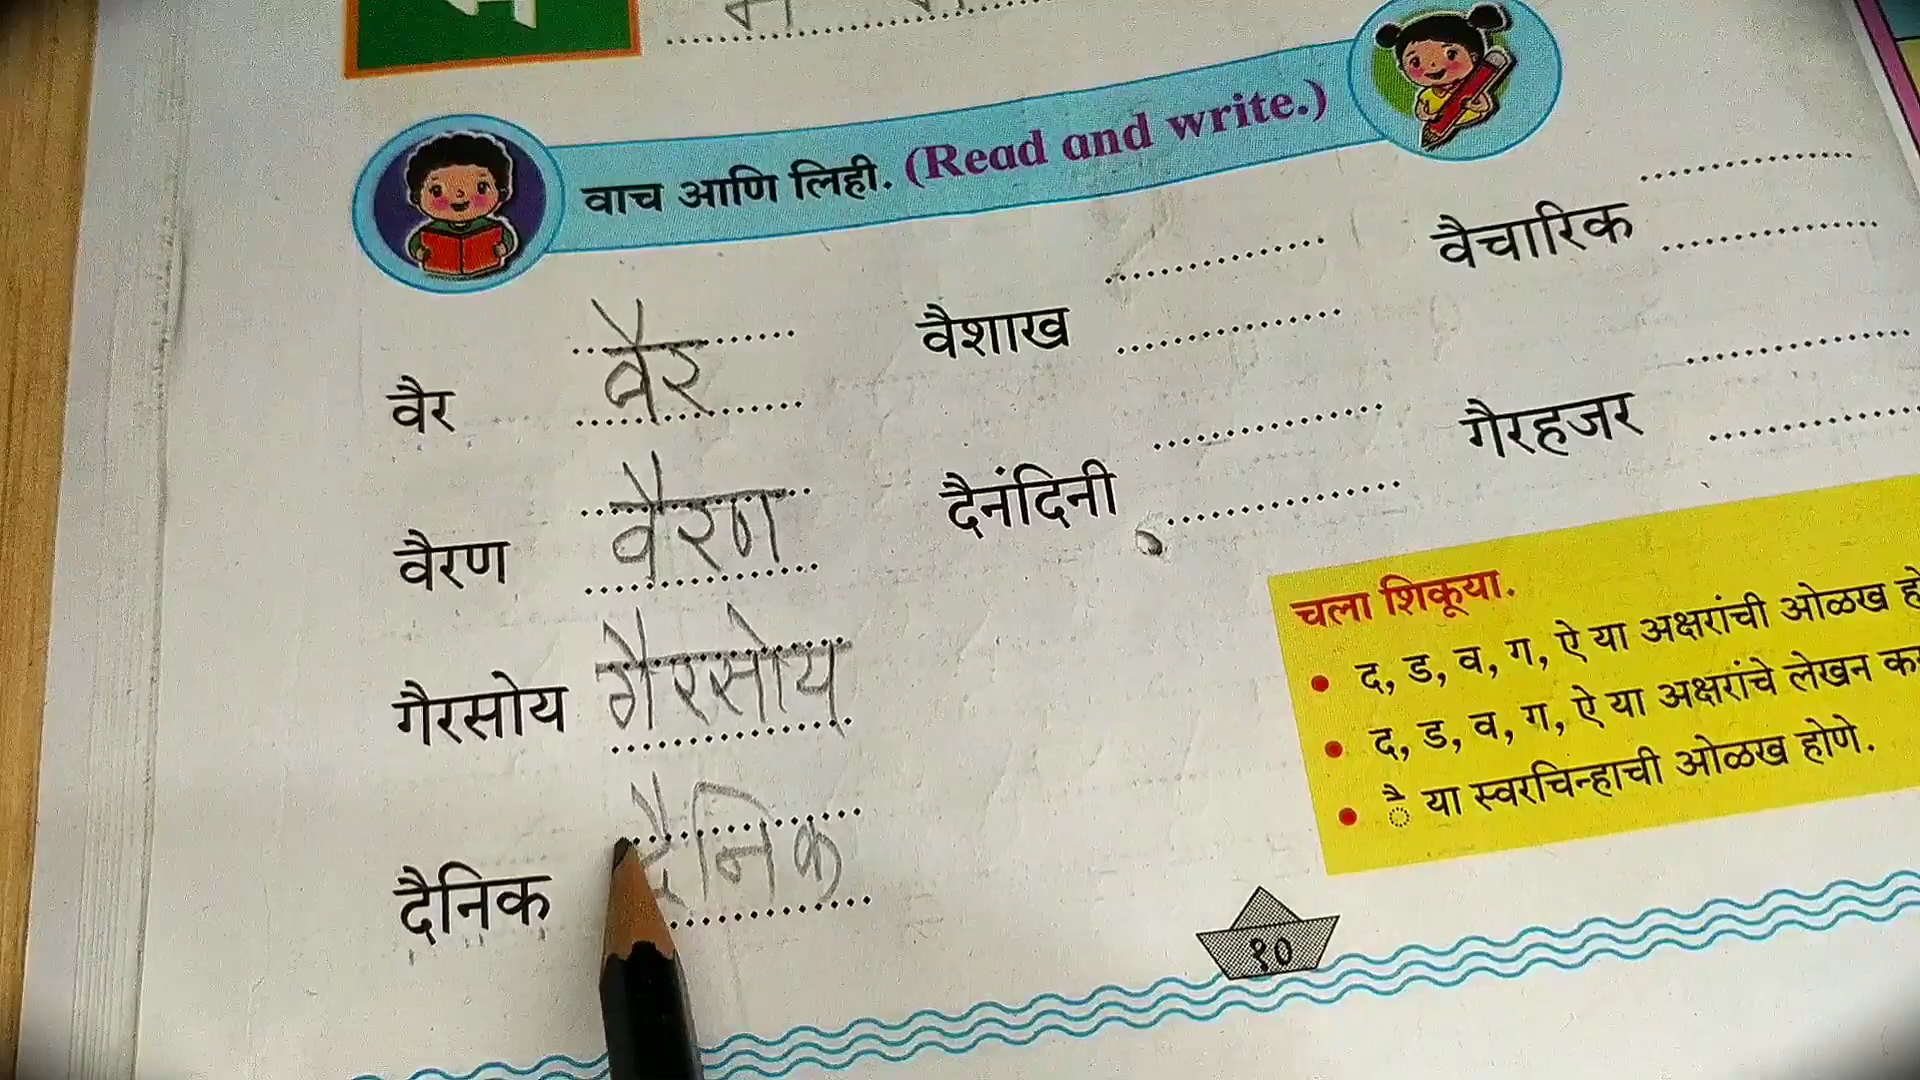 वाच आणि लिही. (Read and write.)
वैर वैर वैशाख वैचारिक
वैरण वैरण दैनंदिनी गैरहजर
गैरसोय गैरसोय
दैनिक दैनिक
चला शिकूया.
• द, ड, व, ग, ऐ या अक्षरांची ओळख
• द, ड, व, ग, ऐ या अक्षरांचे लेखन
• ै या स्वरचिन्हाची ओळख होणे.
१०